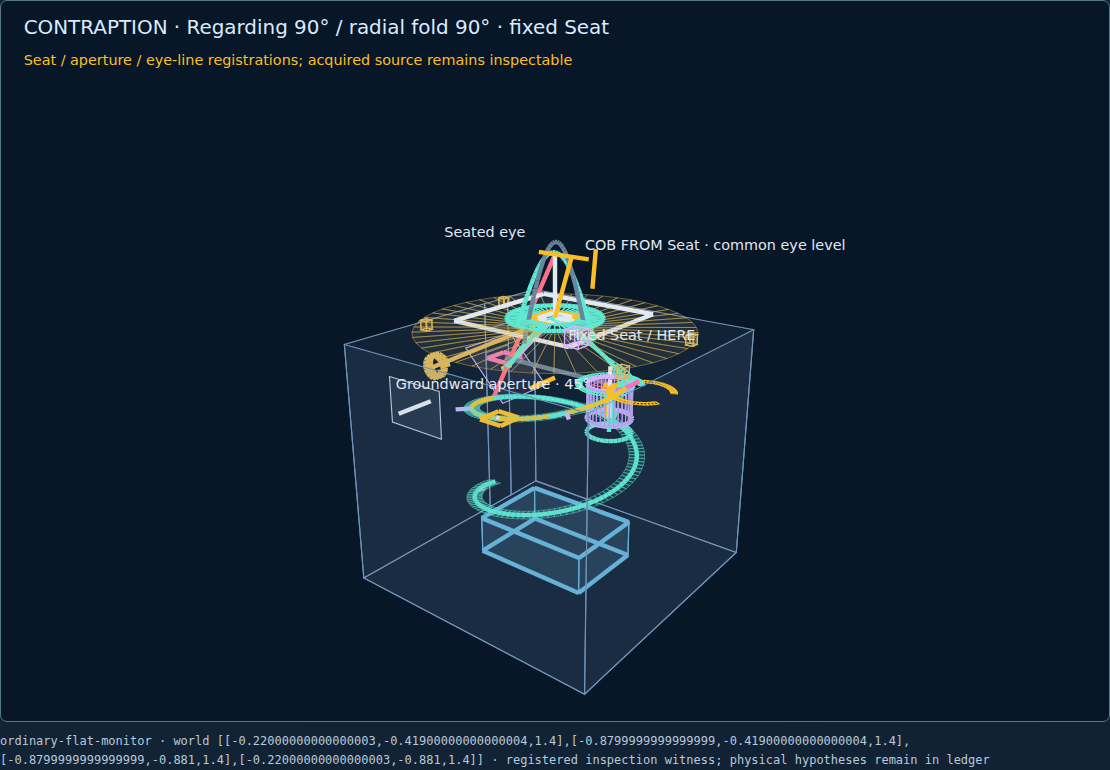 CONTRAPTION · Regarding 90° / radial fold 90° · fixed Seat
Seat / aperture / eye-line registrations; acquired source remains inspectable
Seated eye
COB FROM Seat · common eye level
Fixed Seat / HERE
Groundward aperture · 45°
ordinary-flat-monitor · world [[-0.22000000000000003,-0.41900000000000004,1.4],[-0.8799999999999999,-0.41900000000000004,1.4],
[-0.8799999999999999,-0.881,1.4],[-0.22000000000000003,-0.881,1.4]] · registered inspection witness; physical hypotheses remain in ledger